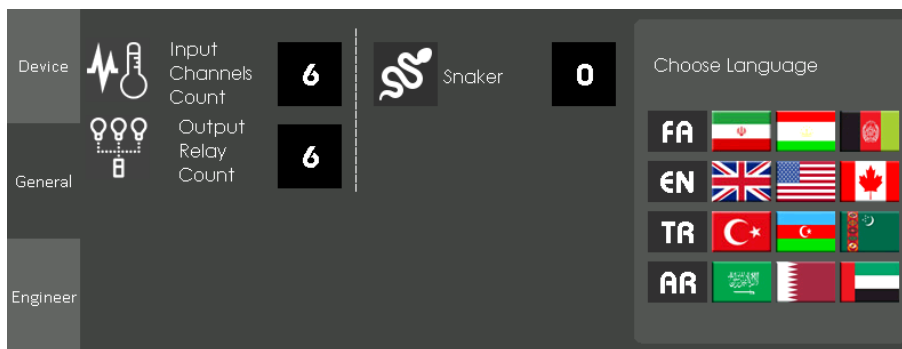 Device
General
Engineer
Input
Channels
Count
6
Output
Relay
Count
6
Snaker
0
Choose Language
FA
EN
TR
AR